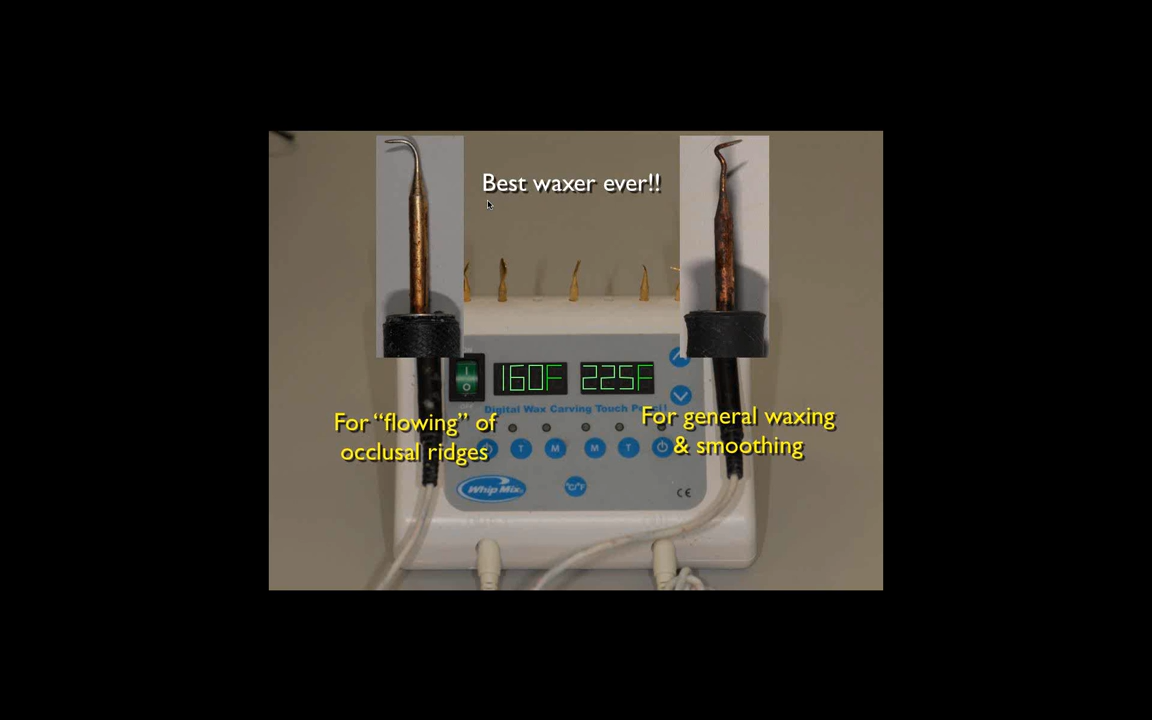 Best waxer ever!!
160F 225F
Digital Wax Carving Touch
For “flowing” of
occlusal ridges
For general waxing
& smoothing
T M M T
Whip Mix
°C/°F
CE